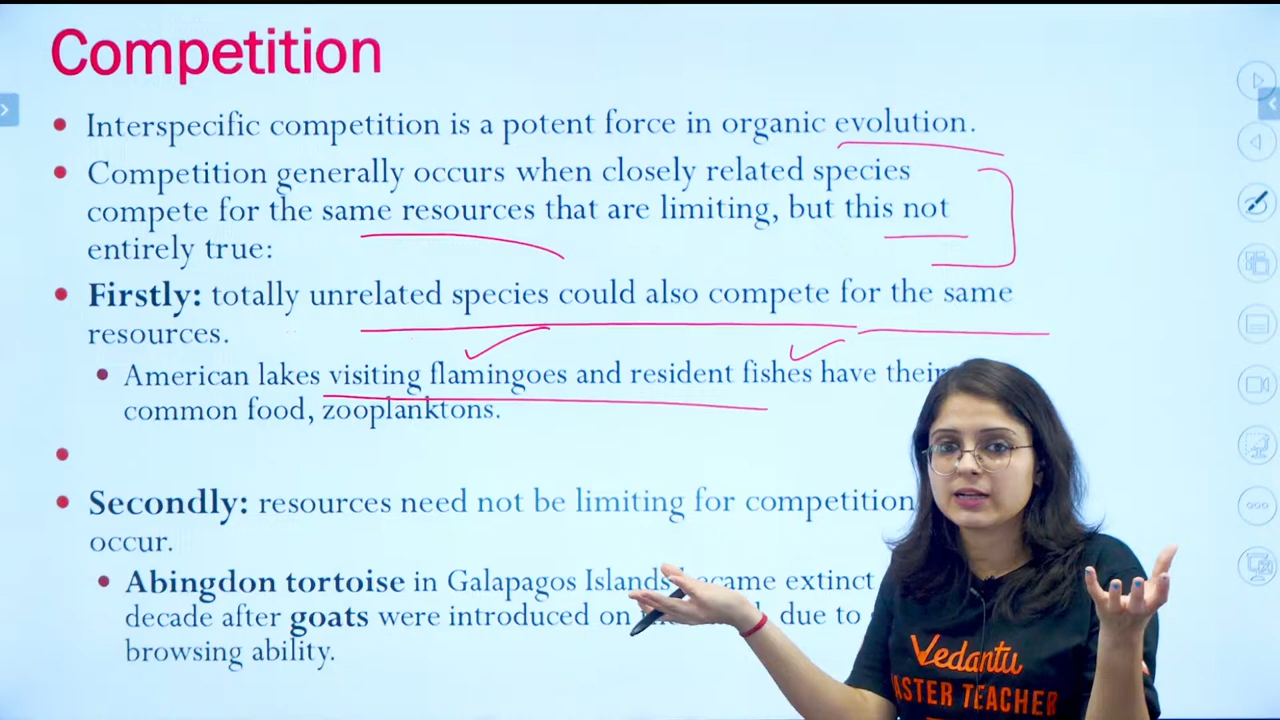 Competition
Interspecific competition is a potent force in organic evolution.
Competition generally occurs when closely related species
compete for the same resources that are limiting, but this not
entirely true:
Firstly: totally unrelated species could also compete for the same
resources.
American lakes visiting flamingoes and resident fishes have their
common food, zooplanktons.
Secondly: resources need not be limiting for competition
occur.
Abingdon tortoise in Galapagos Islands became extinct
decade after goats were introduced on due to
browsing ability.
Vedantu
ASTER TEACHER